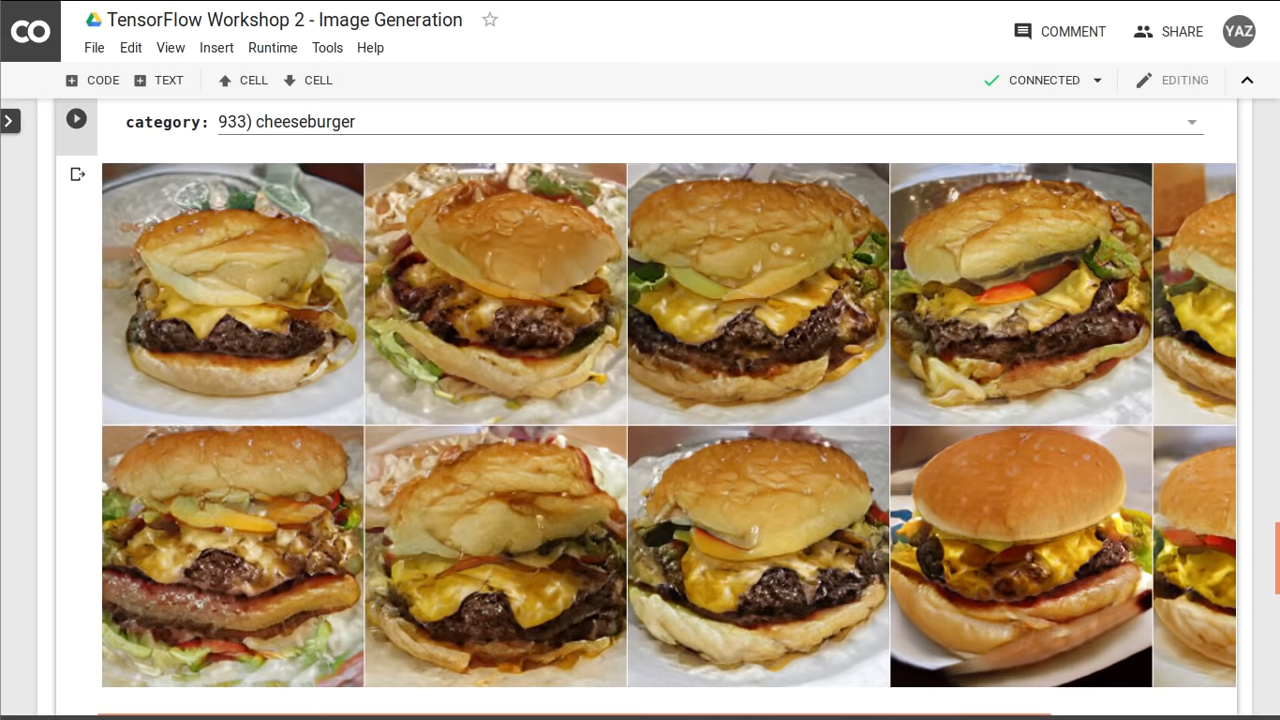 CO TensorFlow Workshop 2 - Image Generation
COMMENT SHARE YAZ
File Edit View Insert Runtime Tools Help
CODE TEXT CELL CELL CONNECTED EDITING
category: 933) cheeseburger